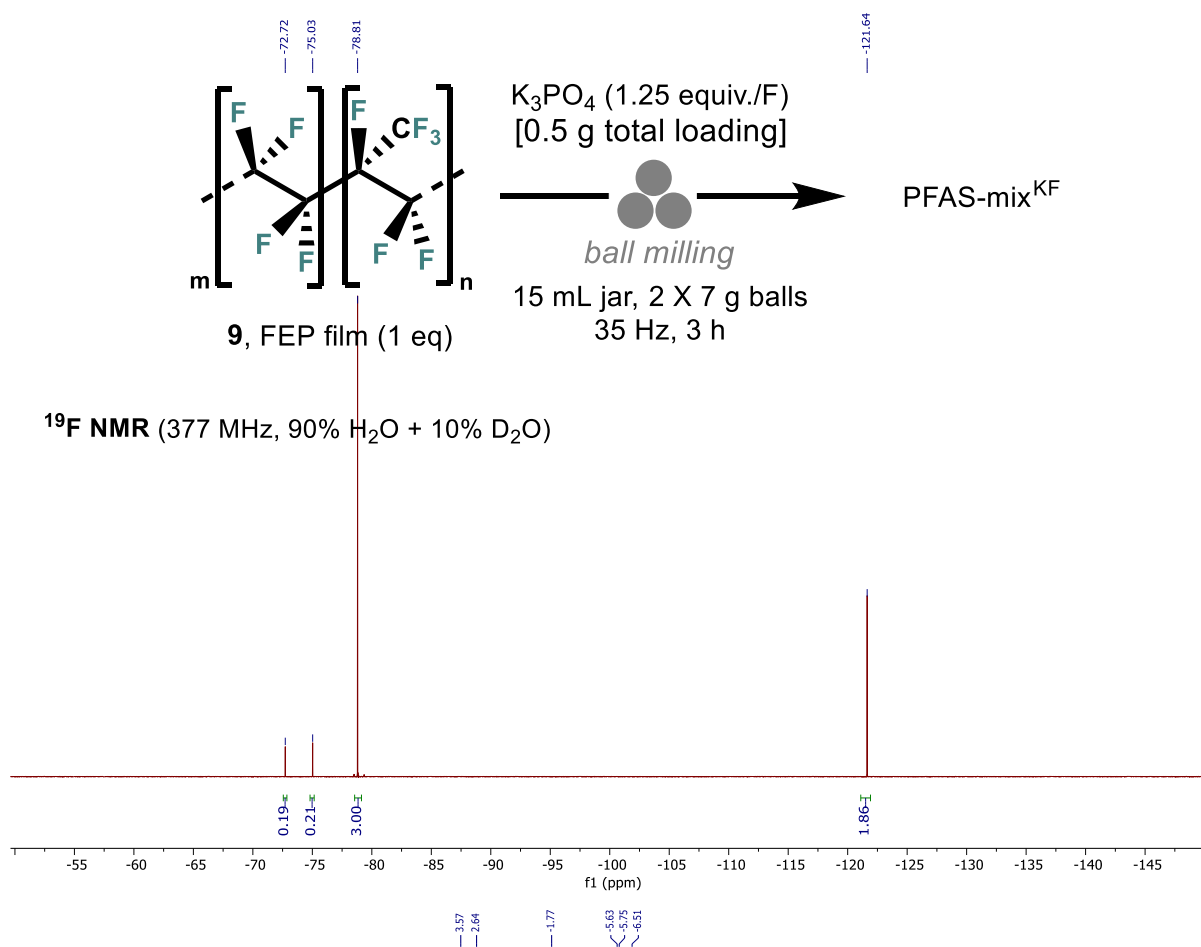 -72.72
-75.03
-78.81
-121.64
F
F
F
F
F
CF₃
F
F
m
n
K₃PO₄ (1.25 equiv./F)
[0.5 g total loading]
ball milling
15 mL jar, 2 X 7 g balls
35 Hz, 3 h
PFAS-mixᴷꟳ
9, FEP film (1 eq)
¹⁹F NMR (377 MHz, 90% H₂O + 10% D₂O)
0.19
0.21
3.00
1.86
-55 -60 -65 -70 -75 -80 -85 -90 -95 -100 -105 -110 -115 -120 -125 -130 -135 -140 -145
f1 (ppm)
3.57
2.64
-1.77
-5.63
-5.75
-6.51